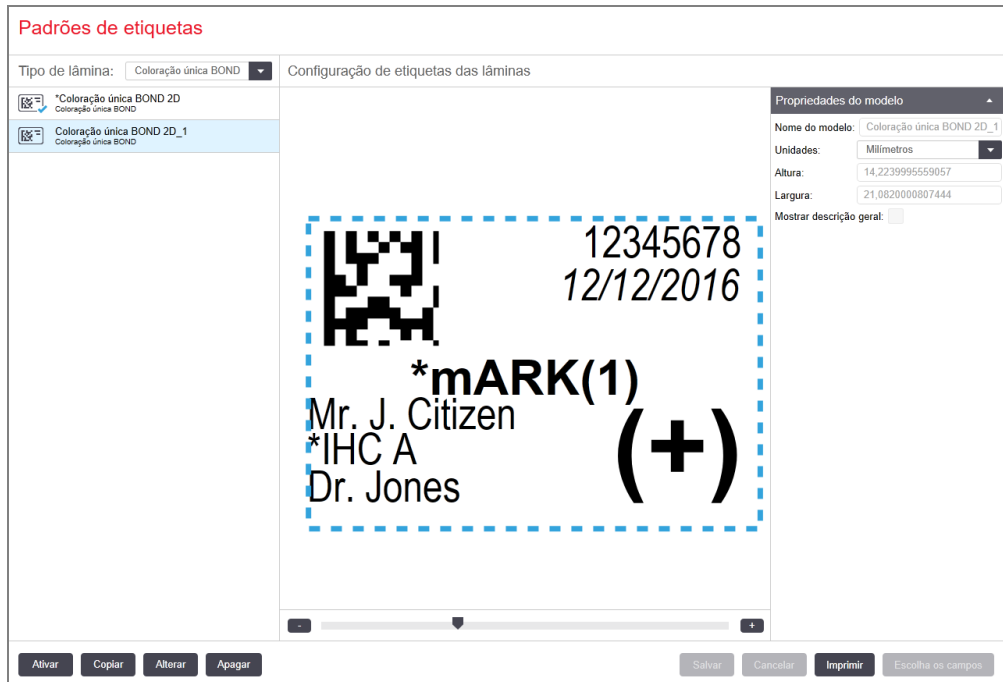 Padrões de etiquetas
Tipo de lâmina: Coloração única BOND
Configuração de etiquetas das lâminas
*Coloração única BOND 2D
Coloração única BOND
Coloração única BOND 2D_1
Coloração única BOND
12345678
12/12/2016
*mARK(1)
Mr. J. Citizen
*IHC A
Dr. Jones
(+)
Propriedades do modelo
Nome do modelo: Coloração única BOND 2D_1
Unidades: Milímetros
Altura: 14,2239995559057
Largura: 21,0820000807444
Mostrar descrição geral:
- +
Ativar Copiar Alterar Apagar Salvar Cancelar Imprimir Escolha os campos